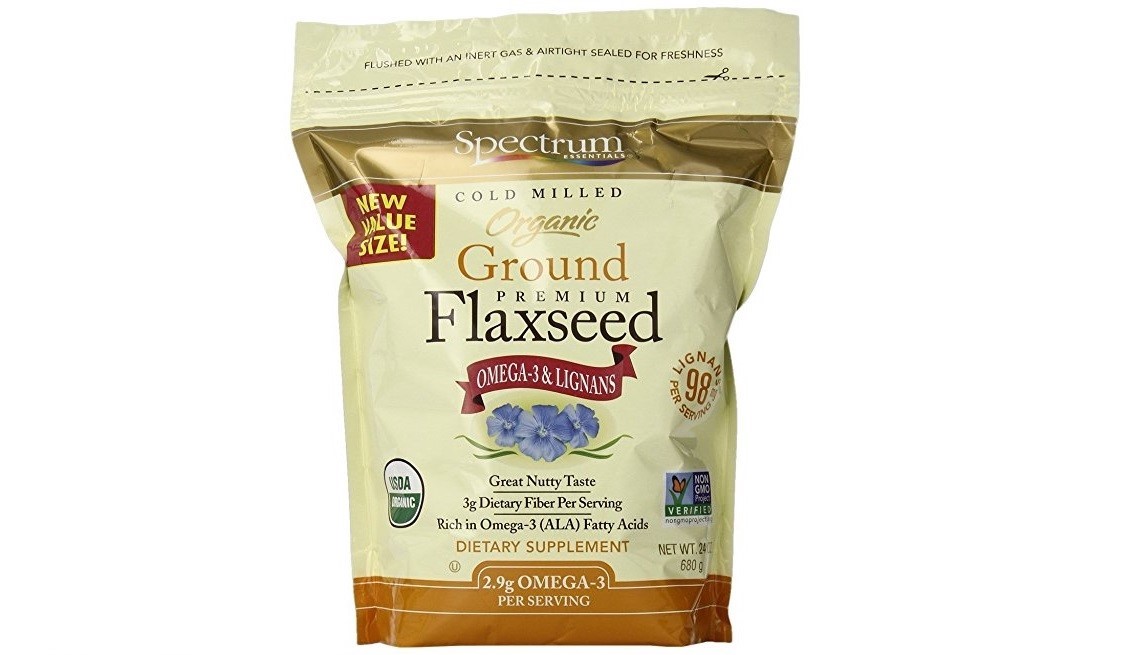 FLUSHED WITH AN INERT GAS & AIRTIGHT SEALED FOR FRESHNESS
Spectrum
ESSENTIALS
NEW
VALUE
SIZE!
COLD MILLED
Organic
Ground
PREMIUM
Flaxseed
OMEGA-3 & LIGNANS
LIGNANS
98
PER SERVING
USDA
ORGANIC
Great Nutty Taste
3g Dietary Fiber Per Serving
Rich in Omega-3 (ALA) Fatty Acids
NON
GMO
Project
VERIFIED
DIETARY SUPPLEMENT
NET WT. 24
680 g
U
2.9g OMEGA-3
PER SERVING